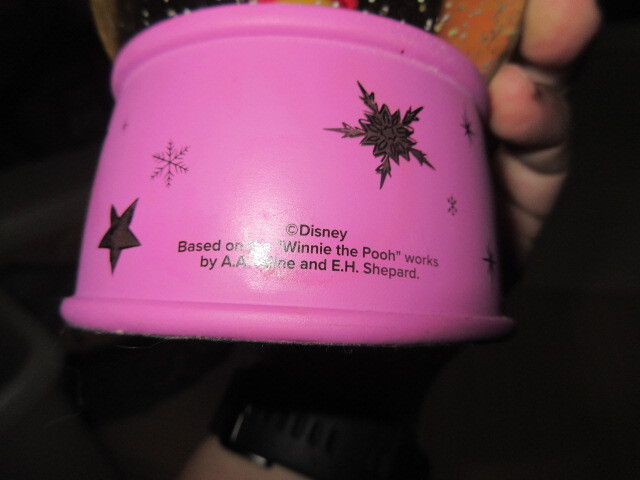 ©Disney
Based on "Winnie the Pooh" works
by A.A. and E.H. Shepard.